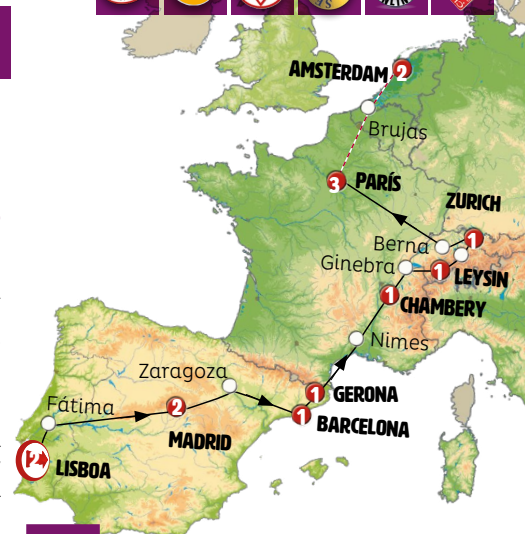 AMSTERDAM 2
Brujas
3 PARÍS
ZURICH
1
Berna
Ginebra
1 LEYSIN
1 CHAMBERY
Nimes
Zaragoza
1 GERONA
Fátima
2
1 BARCELONA
MADRID
2 LISBOA